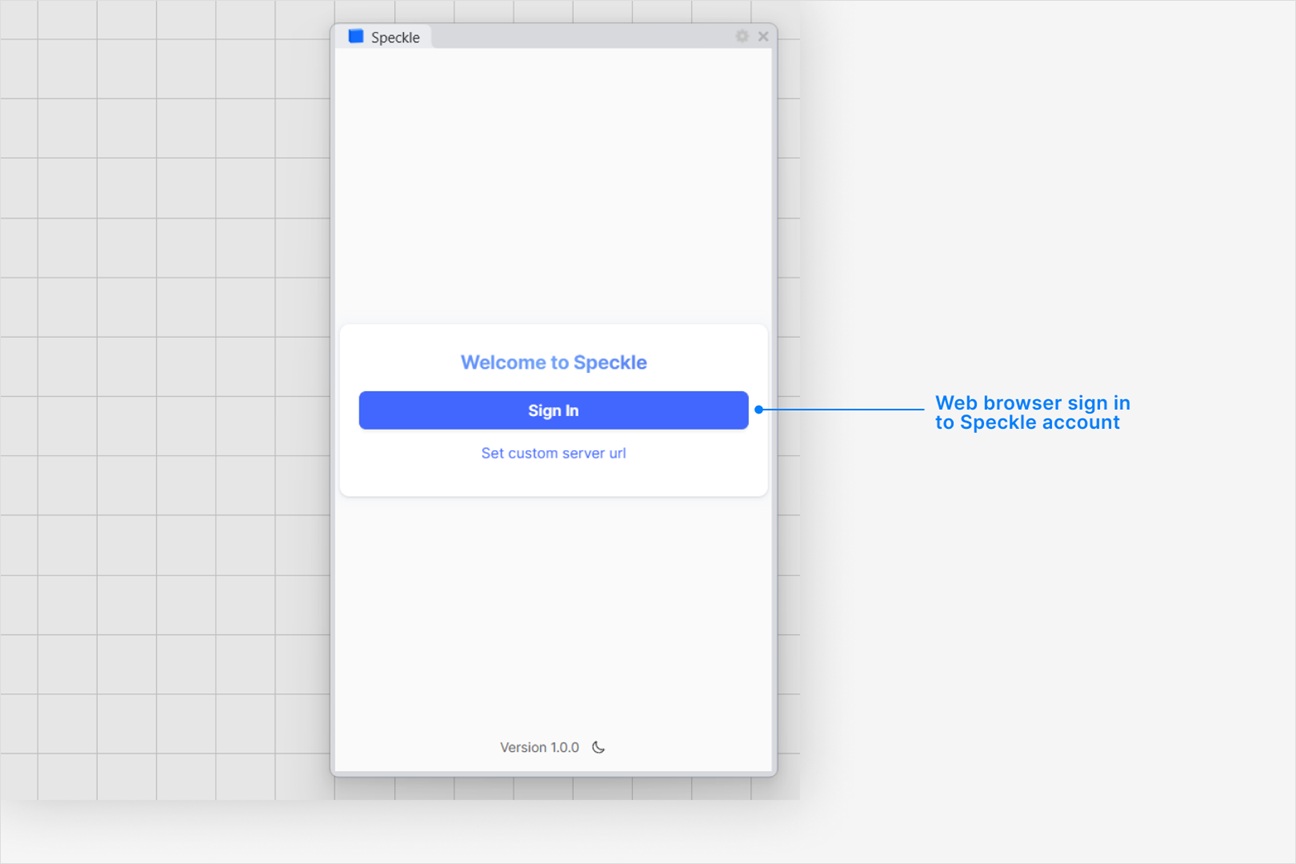 Speckle
Welcome to Speckle
Sign In
Set custom server url
Web browser sign in
to Speckle account
Version 1.0.0